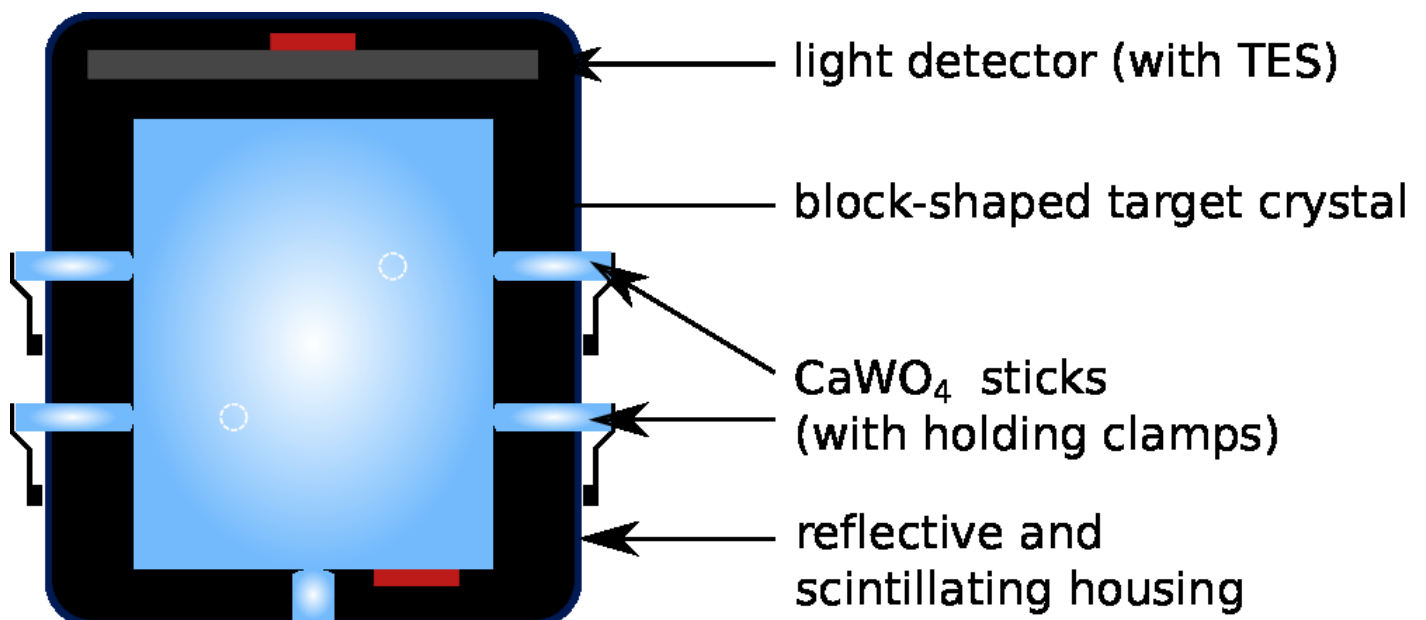 light detector (with TES)
block-shaped target crystal
CaWO₄ sticks
(with holding clamps)
reflective and
scintillating housing